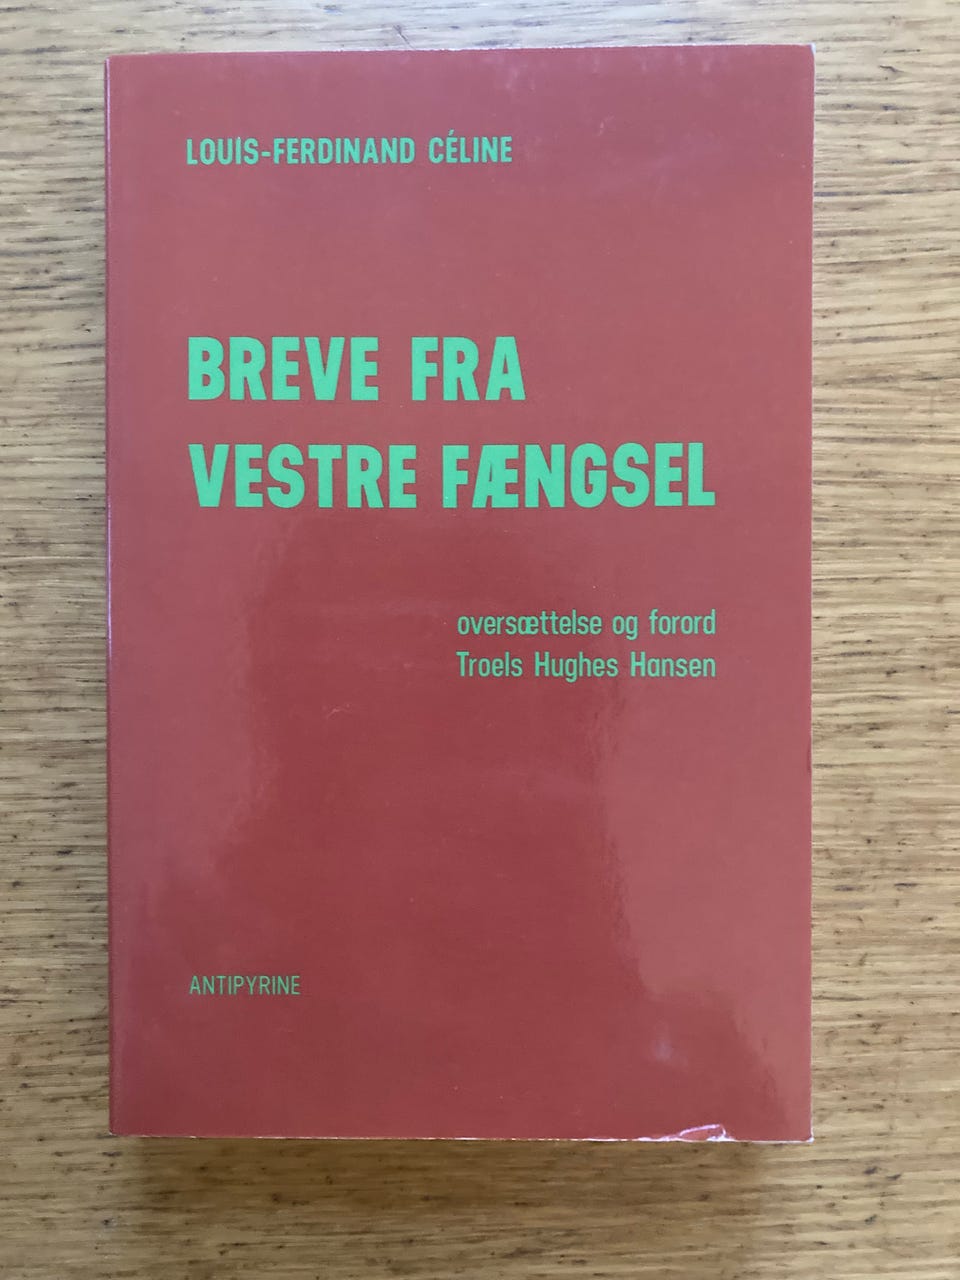 LOUIS-FERDINAND CÉLINE
BREVE FRA
VESTRE FÆNGSEL
oversættelse og forord
Troels Hughes Hansen
ANTIPYRINE